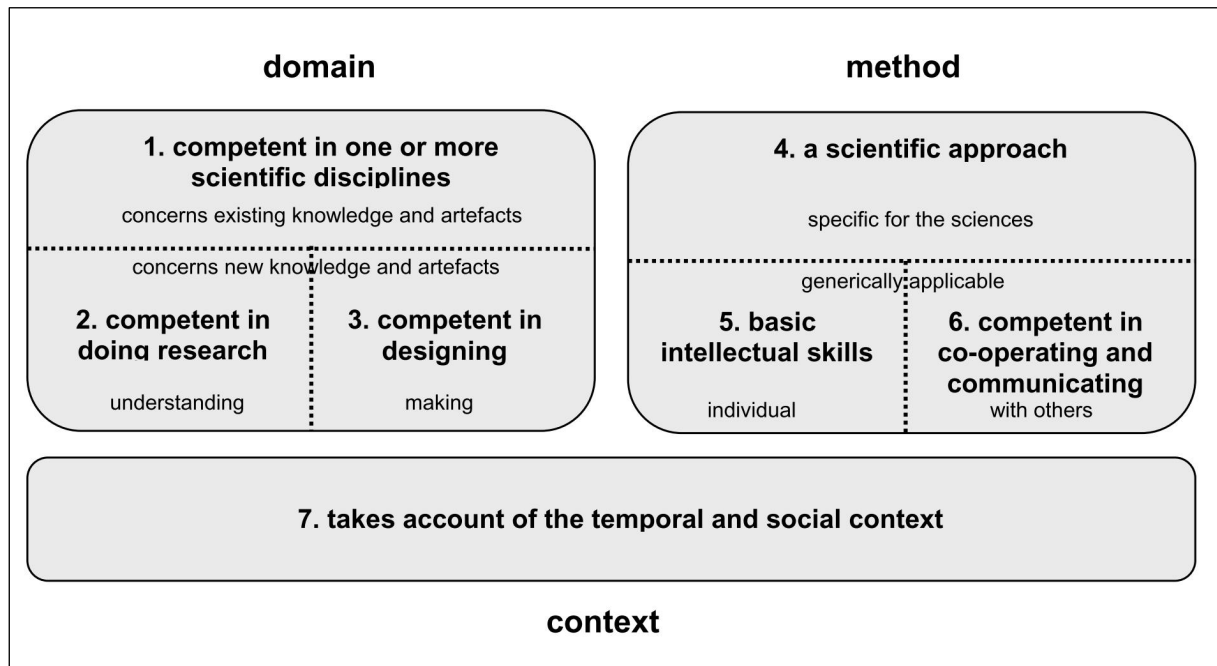 domain
method
1. competent in one or more
scientific disciplines
concerns existing knowledge and artefacts
concerns new knowledge and artefacts
2. competent in
doing research
understanding
3. competent in
designing
making
4. a scientific approach
specific for the sciences
generically applicable
5. basic
intellectual skills
individual
6. competent in
co-operating and
communicating
with others
7. takes account of the temporal and social context
context